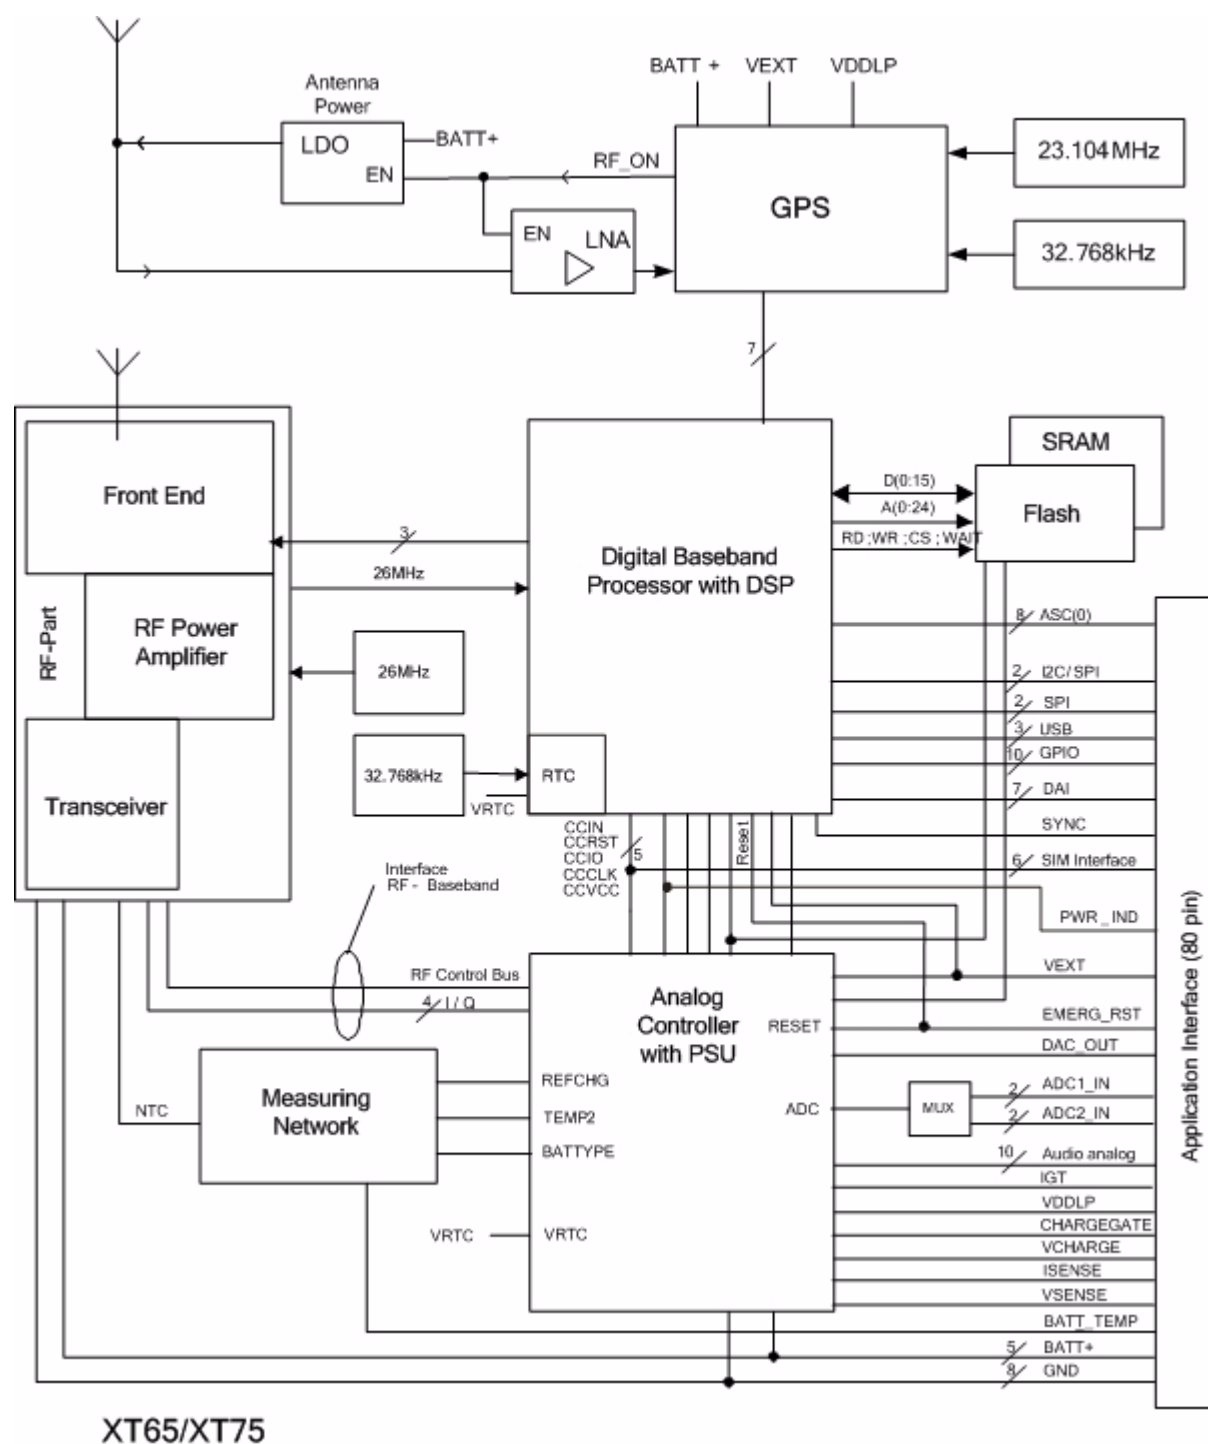 BATT + VEXT VDDLP
Antenna
Power
LDO
BATT+
EN
RF_ON
GPS
23.104MHz
EN LNA
32.768kHz
7
SRAM
Front End
D(0:15)
A(0:24)
Flash
3
RD ;WR ;CS ; WAIT
Digital Baseband
Processor with DSP
26MHz
RF-Part
RF Power
Amplifier
8 ASC(0)
26MHz
2 I2C/ SPI
2 SPI
3 USB
10 GPIO
32.768kHz
RTC
7 DAI
Transceiver
VRTC
SYNC
CCIN
CCRST
CCIO
CCCLK
CCVCC
5
Reset
6 SIM Interface
Interface
RF - Baseband
PWR_IND
Application Interface (80 pin)
RF Control Bus
4 I / Q
VEXT
Analog
Controller
with PSU
RESET
EMERG_RST
DAC_OUT
REFCHG
Measuring
Network
NTC
TEMP2
ADC
MUX
2 ADC1_IN
2 ADC2_IN
BATTYPE
10 Audio analog
IGT
VDDLP
VRTC VRTC
CHARGEGATE
VCHARGE
ISENSE
VSENSE
BATT_TEMP
5 BATT+
8 GND
XT65/XT75